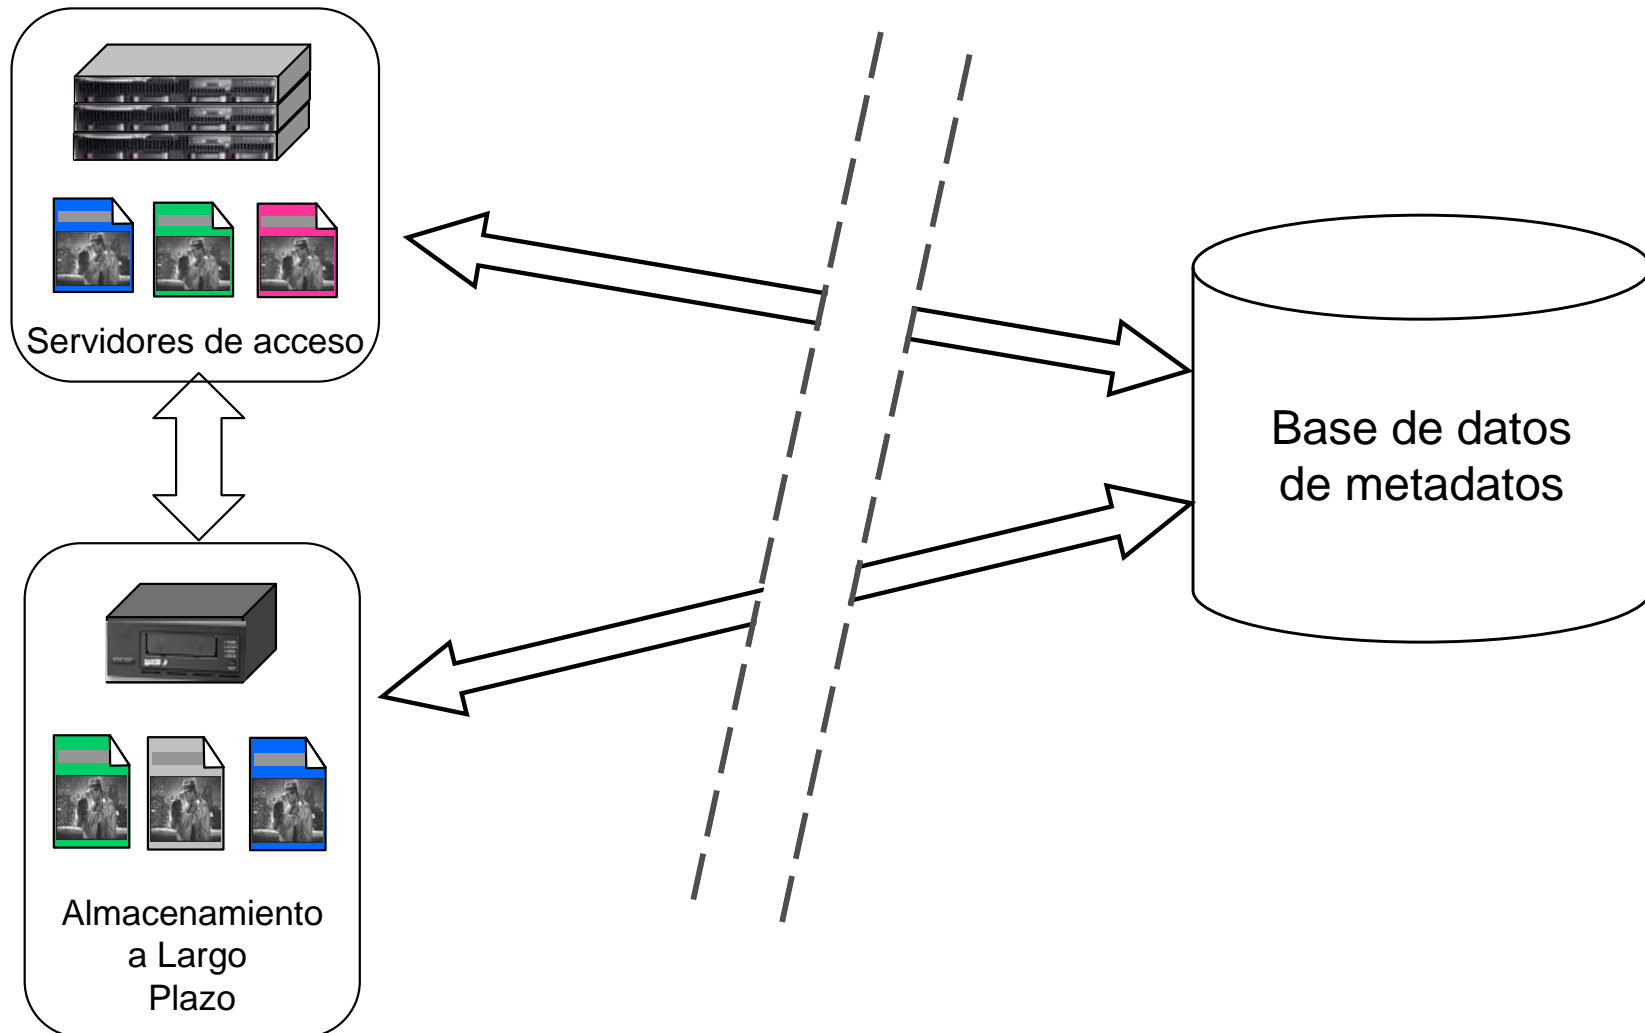 Servidores de acceso
Base de datos
de metadatos
Almacenamiento
a Largo
Plazo